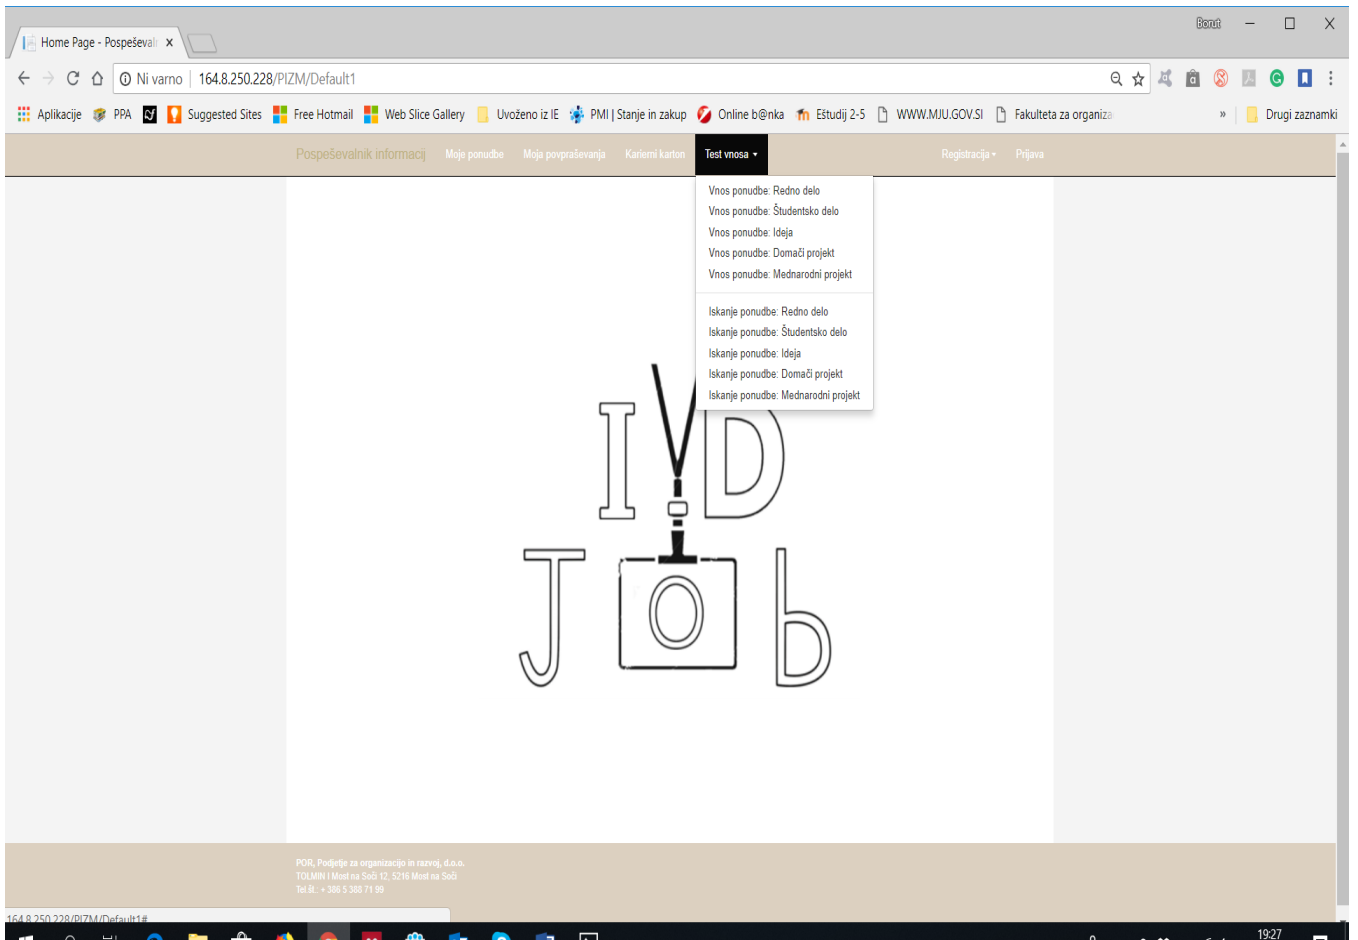 Borut
Home Page - Pospeševaln
Ni varno | 164.8.250.228/PIZM/Default1
Aplikacije PPA Suggested Sites Free Hotmail Web Slice Gallery Uvoženo iz IE PMI | Stanje in zakup Online b@nka Eštudij 2-5 WWW.MJU.GOV.SI Fakulteta za organiza » Drugi zaznamki
Pospeševalnik informacij Moje ponudbe Moja povpraševanja Karierni karton Test vnosa Registracija Prijava
Vnos ponudbe: Redno delo
Vnos ponudbe: Študentsko delo
Vnos ponudbe: Ideja
Vnos ponudbe: Domači projekt
Vnos ponudbe: Mednarodni projekt
Iskanje ponudbe: Redno delo
Iskanje ponudbe: Študentsko delo
Iskanje ponudbe: Ideja
Iskanje ponudbe: Domači projekt
Iskanje ponudbe: Mednarodni projekt
I D
J O b
POR, Podjetje za organizacijo in razvoj, d.o.o.
TOLMIN I Most na Soči 12, 5216 Most na Soči
Tel št.: + 386 5 388 71 99
164.8.250.228/PIZM/Default1#
19:27